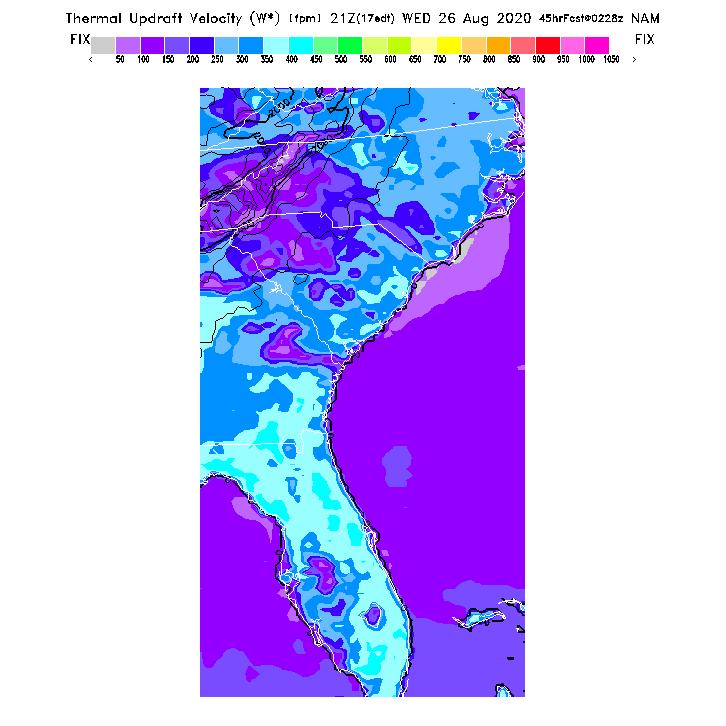 Thermal Updraft Velocity (W*) [fpm] 21Z(17edt) WED 26 Aug 2020 45hrFcst@0228z NAM
FIX FIX
< 50 100 150 200 250 300 350 400 450 500 550 600 650 700 750 800 850 900 950 1000 1050 >
2000